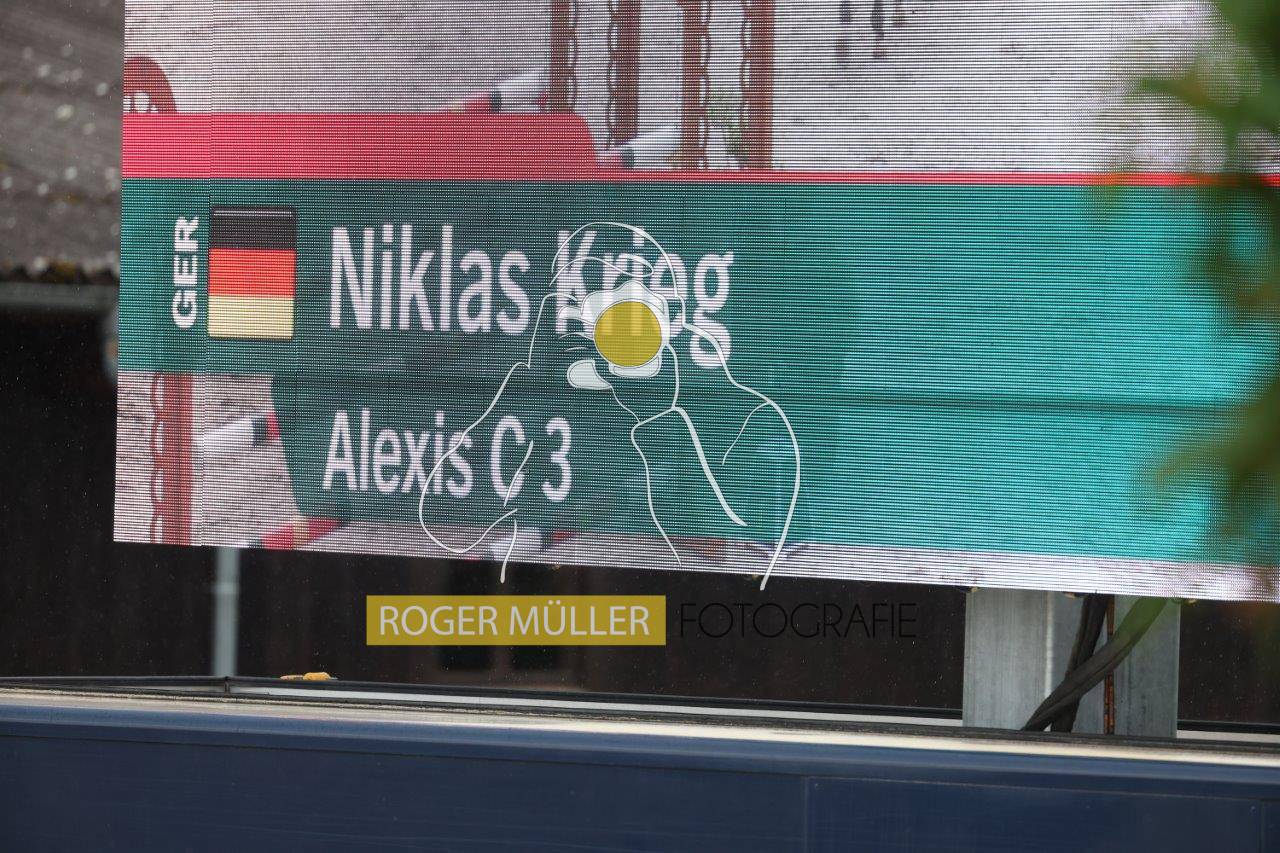 GER
Niklas Krieg
Alexis C 3
ROGER MÜLLER FOTOGRAFIE